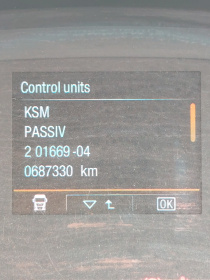 Control units
KSM
PASSIV
2 01669-04
0687330 km
OK